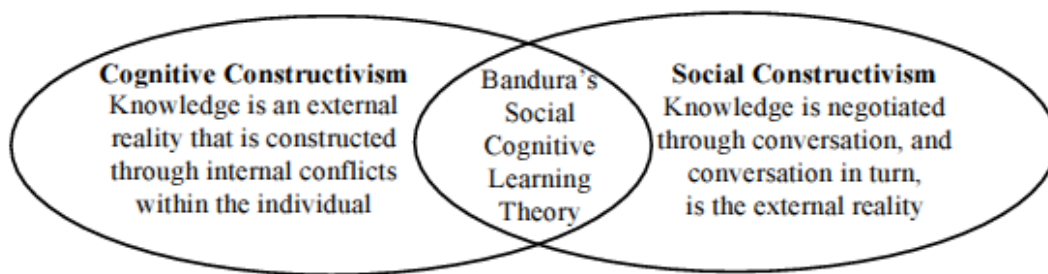 Cognitive Constructivism
Knowledge is an external
reality that is constructed
through internal conflicts
within the individual
Bandura's
Social
Cognitive
Learning
Theory
Social Constructivism
Knowledge is negotiated
through conversation, and
conversation in turn,
is the external reality